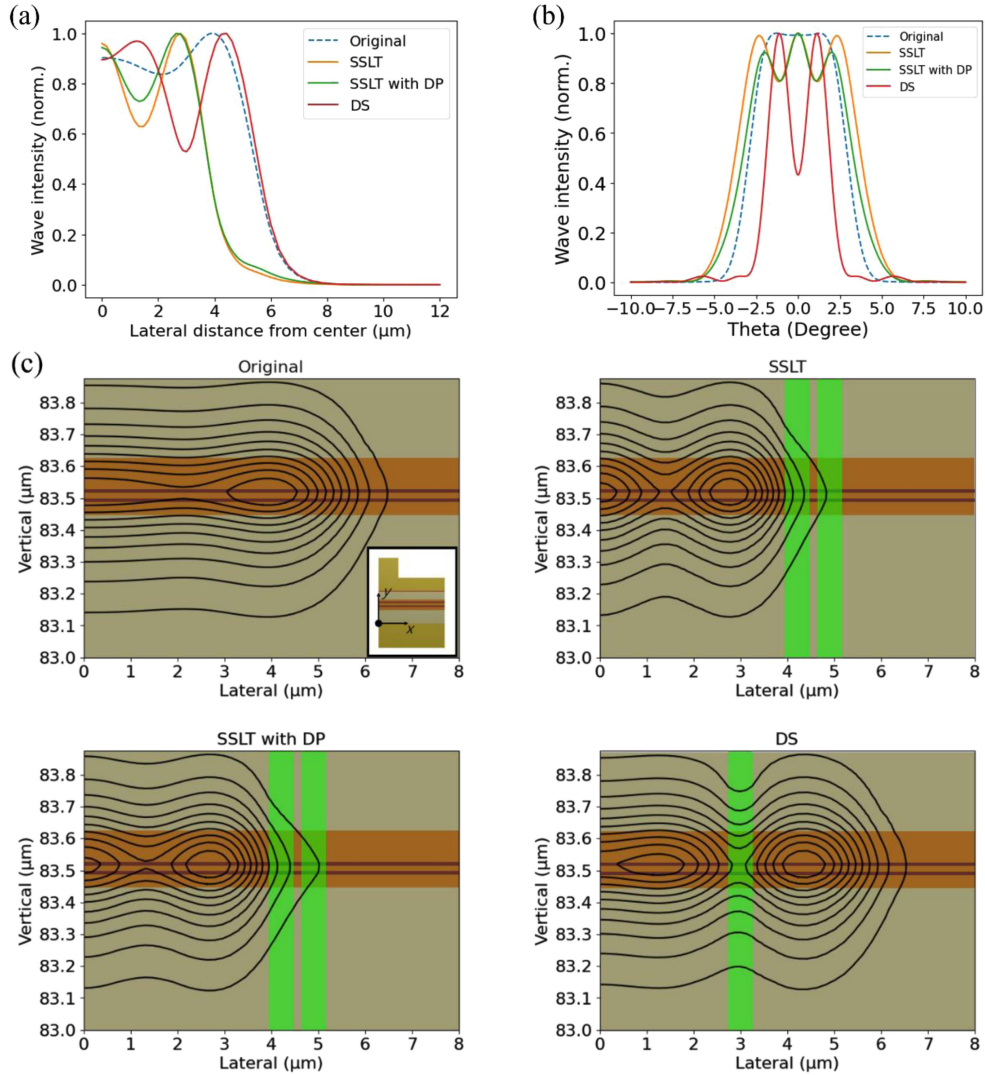 (a)
Wave intensity (norm.)
1.0
0.8
0.6
0.4
0.2
0.0
0 2 4 6 8 10 12
Lateral distance from center (μm)
Original
SSLT
SSLT with DP
DS
(b)
Wave intensity (norm.)
1.0
0.8
0.6
0.4
0.2
0.0
−10.0 −7.5 −5.0 −2.5 0.0 2.5 5.0 7.5 10.0
Theta (Degree)
Original
SSLT
SSLT with DP
DS
(c)
Original
Vertical (μm)
83.8
83.7
83.6
83.5
83.4
83.3
83.2
83.1
83.0
y
x
0 1 2 3 4 5 6 7 8
Lateral (μm)
SSLT
Vertical (μm)
83.8
83.7
83.6
83.5
83.4
83.3
83.2
83.1
83.0
0 1 2 3 4 5 6 7 8
Lateral (μm)
SSLT with DP
Vertical (μm)
83.8
83.7
83.6
83.5
83.4
83.3
83.2
83.1
83.0
0 1 2 3 4 5 6 7 8
Lateral (μm)
DS
Vertical (μm)
83.8
83.7
83.6
83.5
83.4
83.3
83.2
83.1
83.0
0 1 2 3 4 5 6 7 8
Lateral (μm)